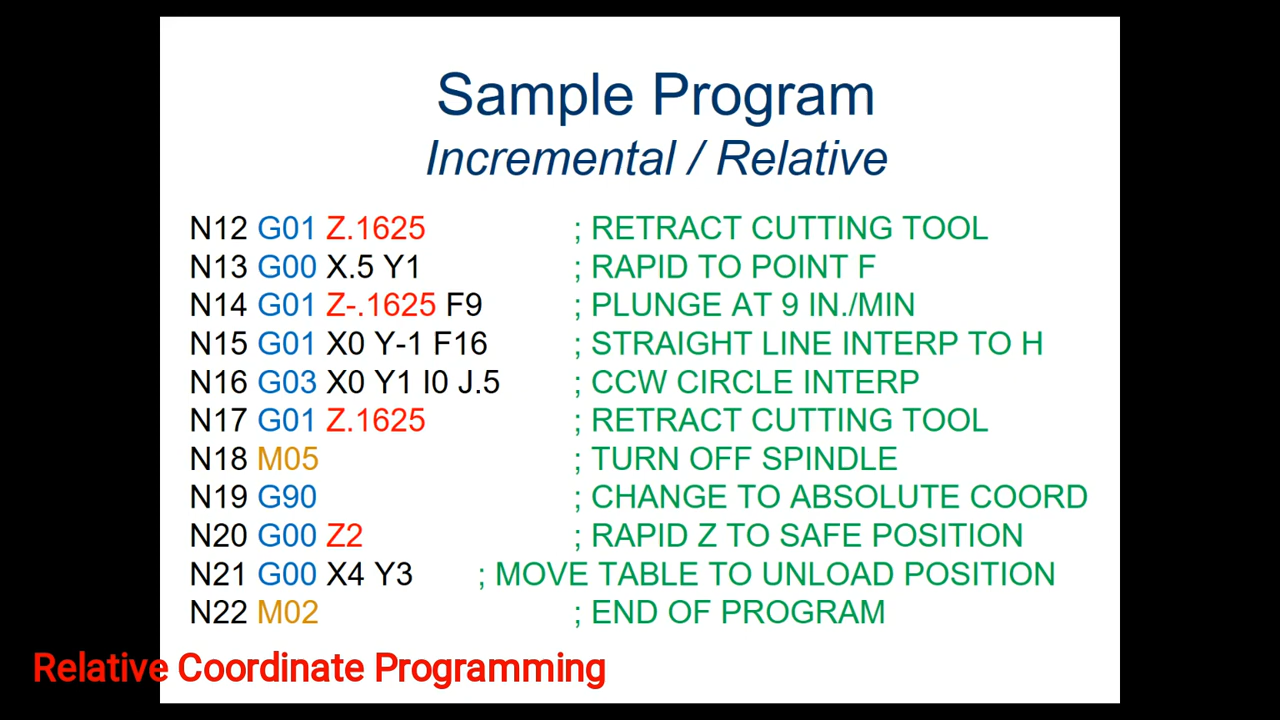 Sample Program
Incremental / Relative
N12 G01 Z.1625 ; RETRACT CUTTING TOOL
N13 G00 X.5 Y1 ; RAPID TO POINT F
N14 G01 Z-.1625 F9 ; PLUNGE AT 9 IN./MIN
N15 G01 X0 Y-1 F16 ; STRAIGHT LINE INTERP TO H
N16 G03 X0 Y1 I0 J.5 ; CCW CIRCLE INTERP
N17 G01 Z.1625 ; RETRACT CUTTING TOOL
N18 M05 ; TURN OFF SPINDLE
N19 G90 ; CHANGE TO ABSOLUTE COORD
N20 G00 Z2 ; RAPID Z TO SAFE POSITION
N21 G00 X4 Y3 ; MOVE TABLE TO UNLOAD POSITION
N22 M02 ; END OF PROGRAM
Relative Coordinate Programming